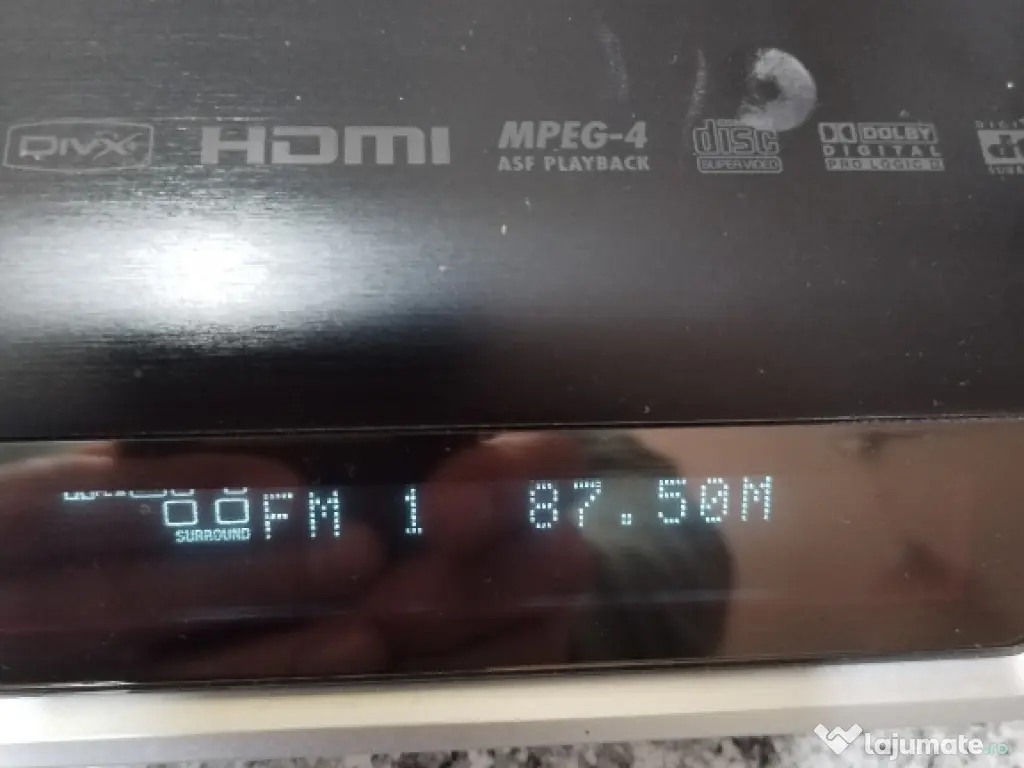 DIVX
HDMI
MPEG-4
ASF PLAYBACK
disc
SUPER VIDEO
DOLBY
DIGITAL
PRO LOGIC II
dts
SURROUND
FM 1 87.50M
lajumate.ro